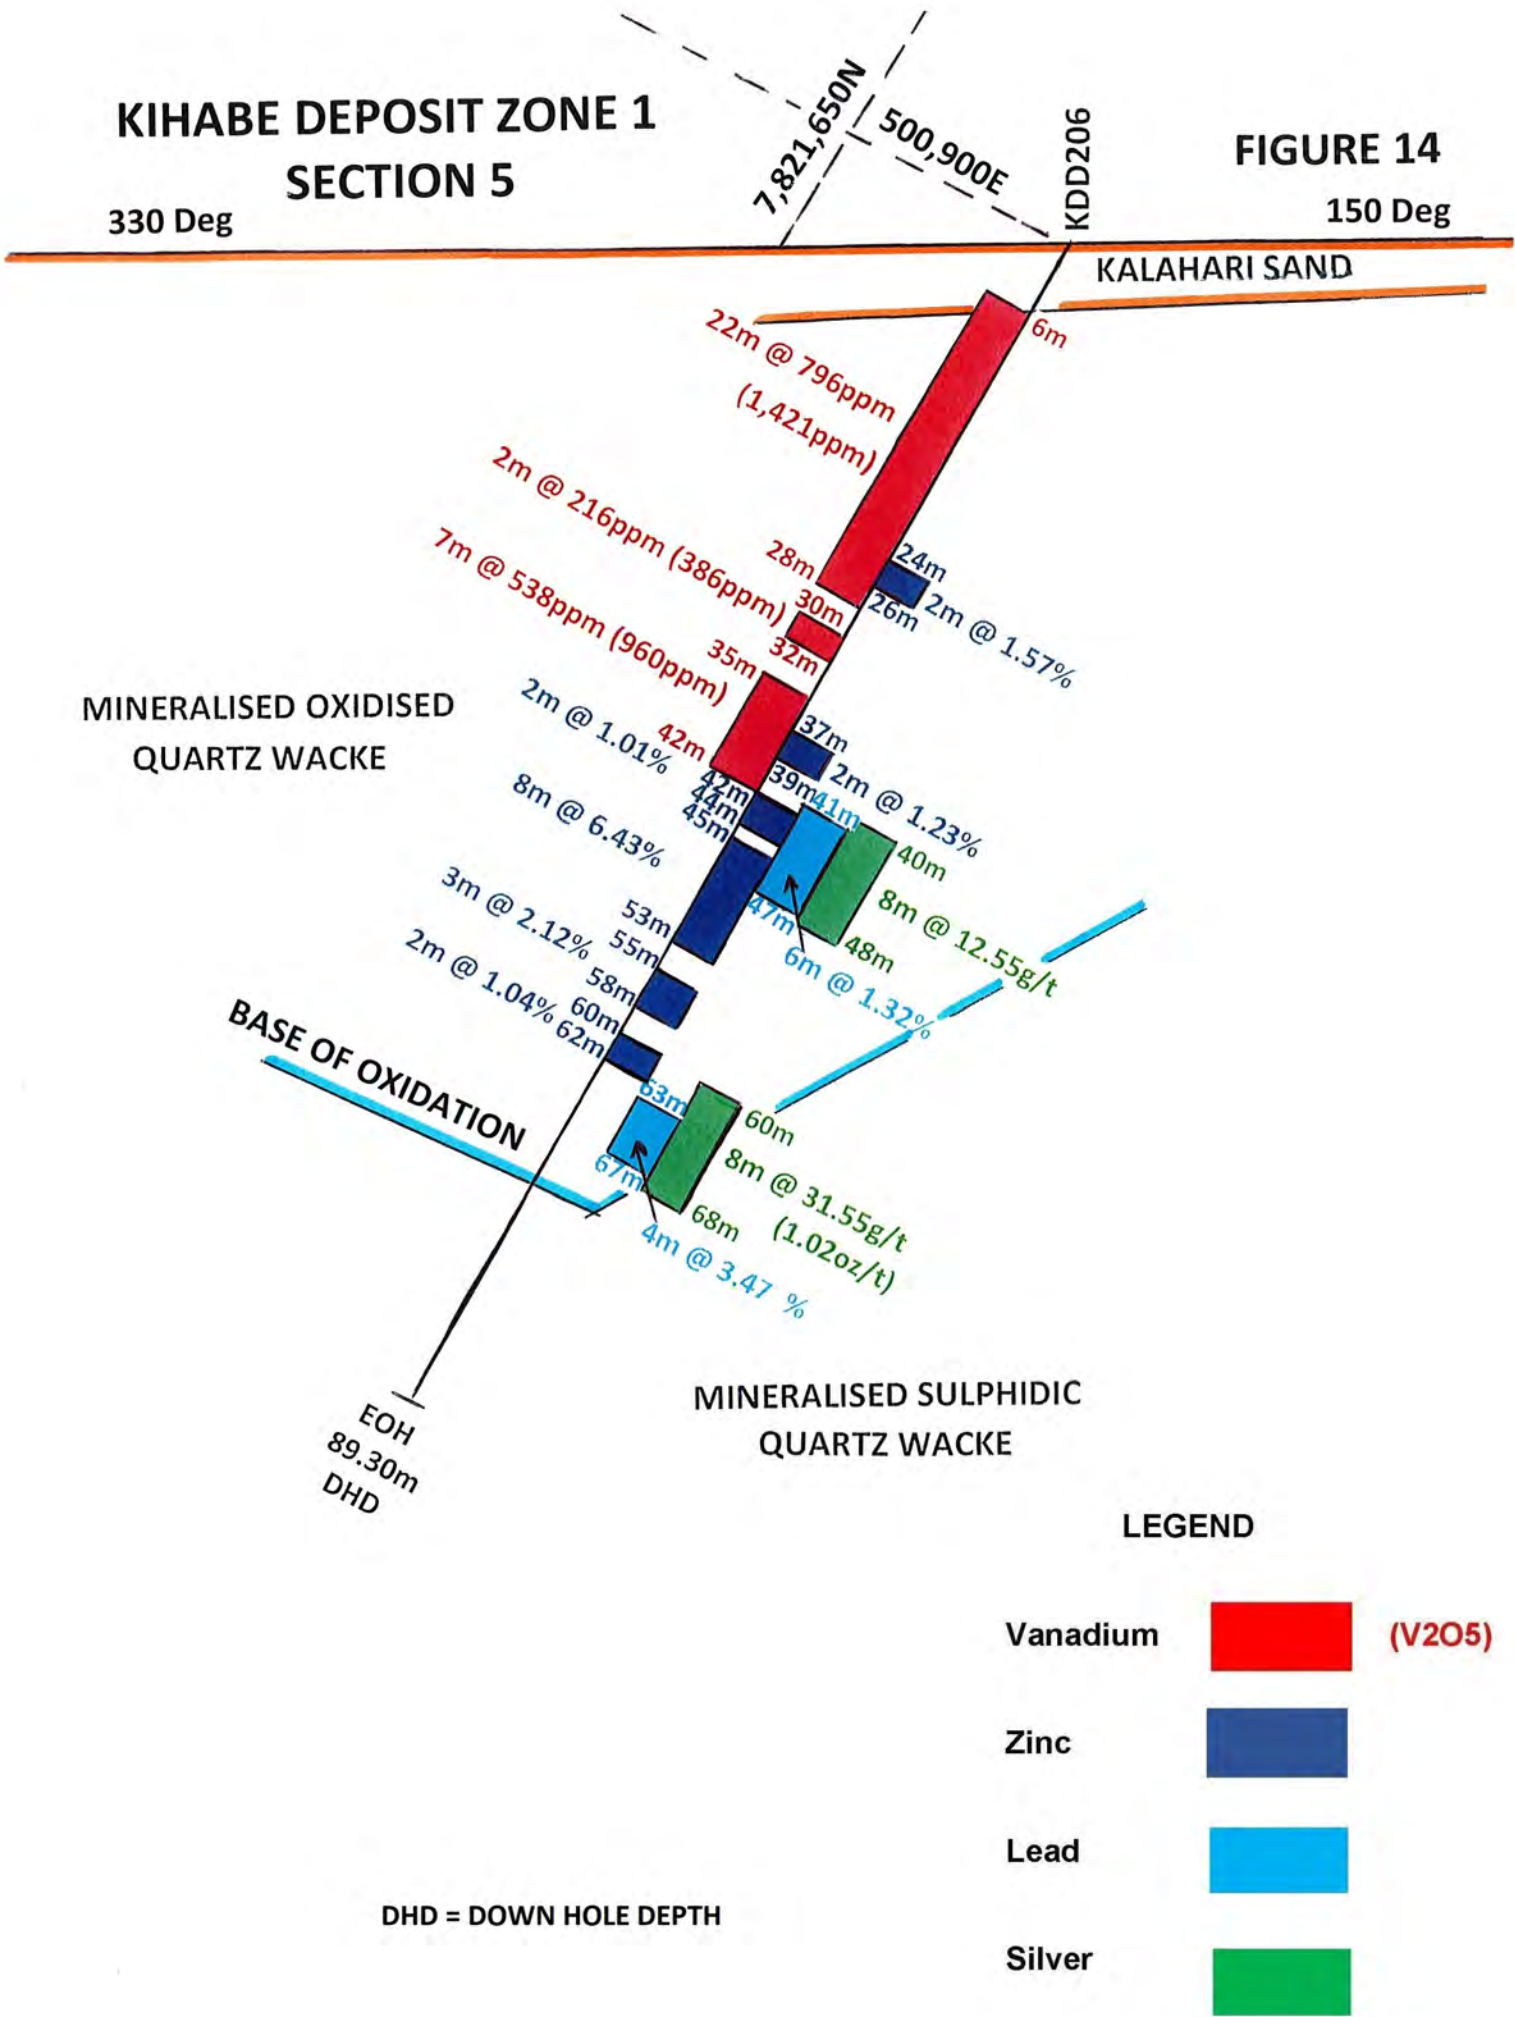 KIHABE DEPOSIT ZONE 1
SECTION 5
FIGURE 14
330 Deg
150 Deg
7,821,650N
500,900E
KDD206
KALAHARI SAND
6m
22m @ 796ppm
(1,421ppm)
28m
24m
26m
2m @ 1.57%
2m @ 216ppm (386ppm)
30m
32m
7m @ 538ppm (960ppm)
35m
42m
37m
39m
2m @ 1.23%
MINERALISED OXIDISED
QUARTZ WACKE
2m @ 1.01%
42m
44m
45m
8m @ 6.43%
53m
41m
47m
6m @ 1.32%
40m
48m
8m @ 12.55g/t
3m @ 2.12%
55m
58m
2m @ 1.04%
60m
62m
BASE OF OXIDATION
63m
67m
4m @ 3.47 %
60m
68m
8m @ 31.55g/t
(1.02oz/t)
EOH
89.30m
DHD
MINERALISED SULPHIDIC
QUARTZ WACKE
LEGEND
Vanadium
(V2O5)
Zinc
Lead
Silver
DHD = DOWN HOLE DEPTH